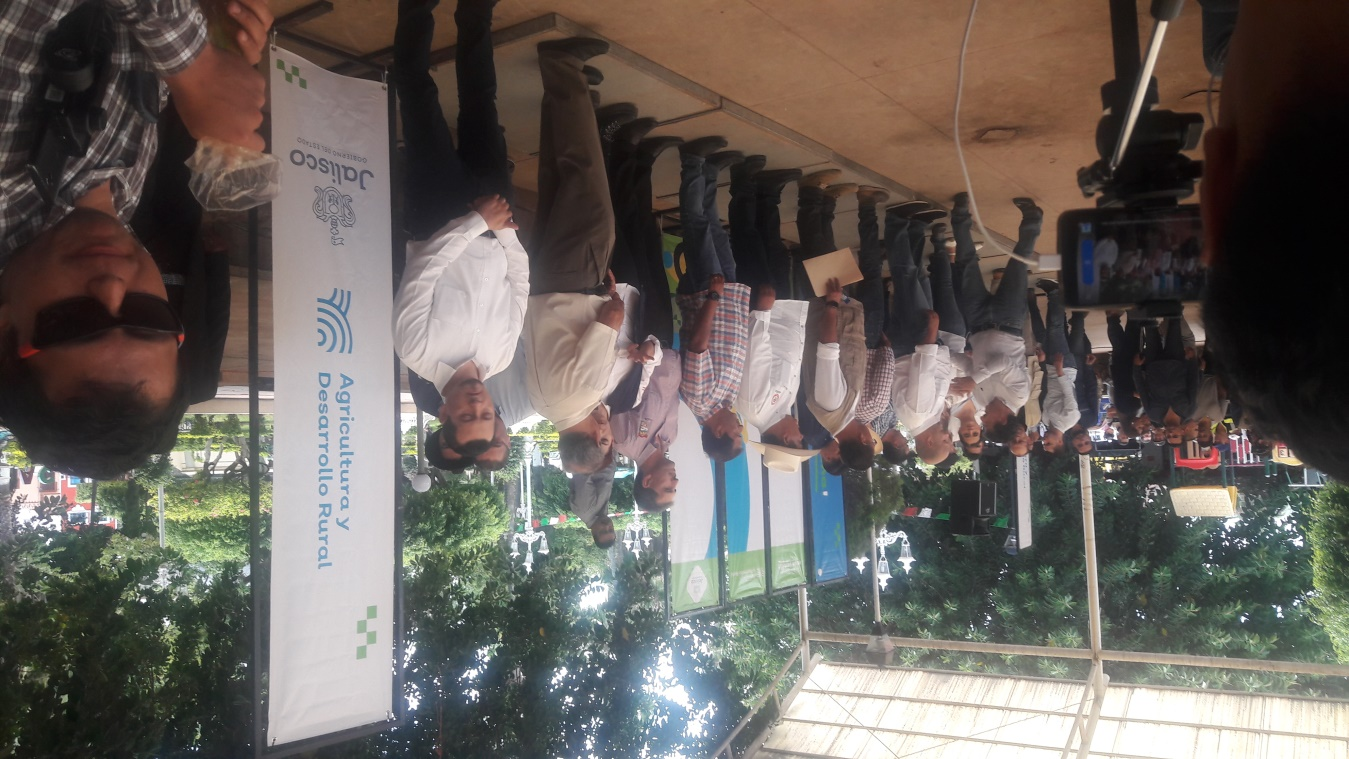 Agricultura y
Desarrollo Rural
Jalisco
GOBIERNO DEL ESTADO